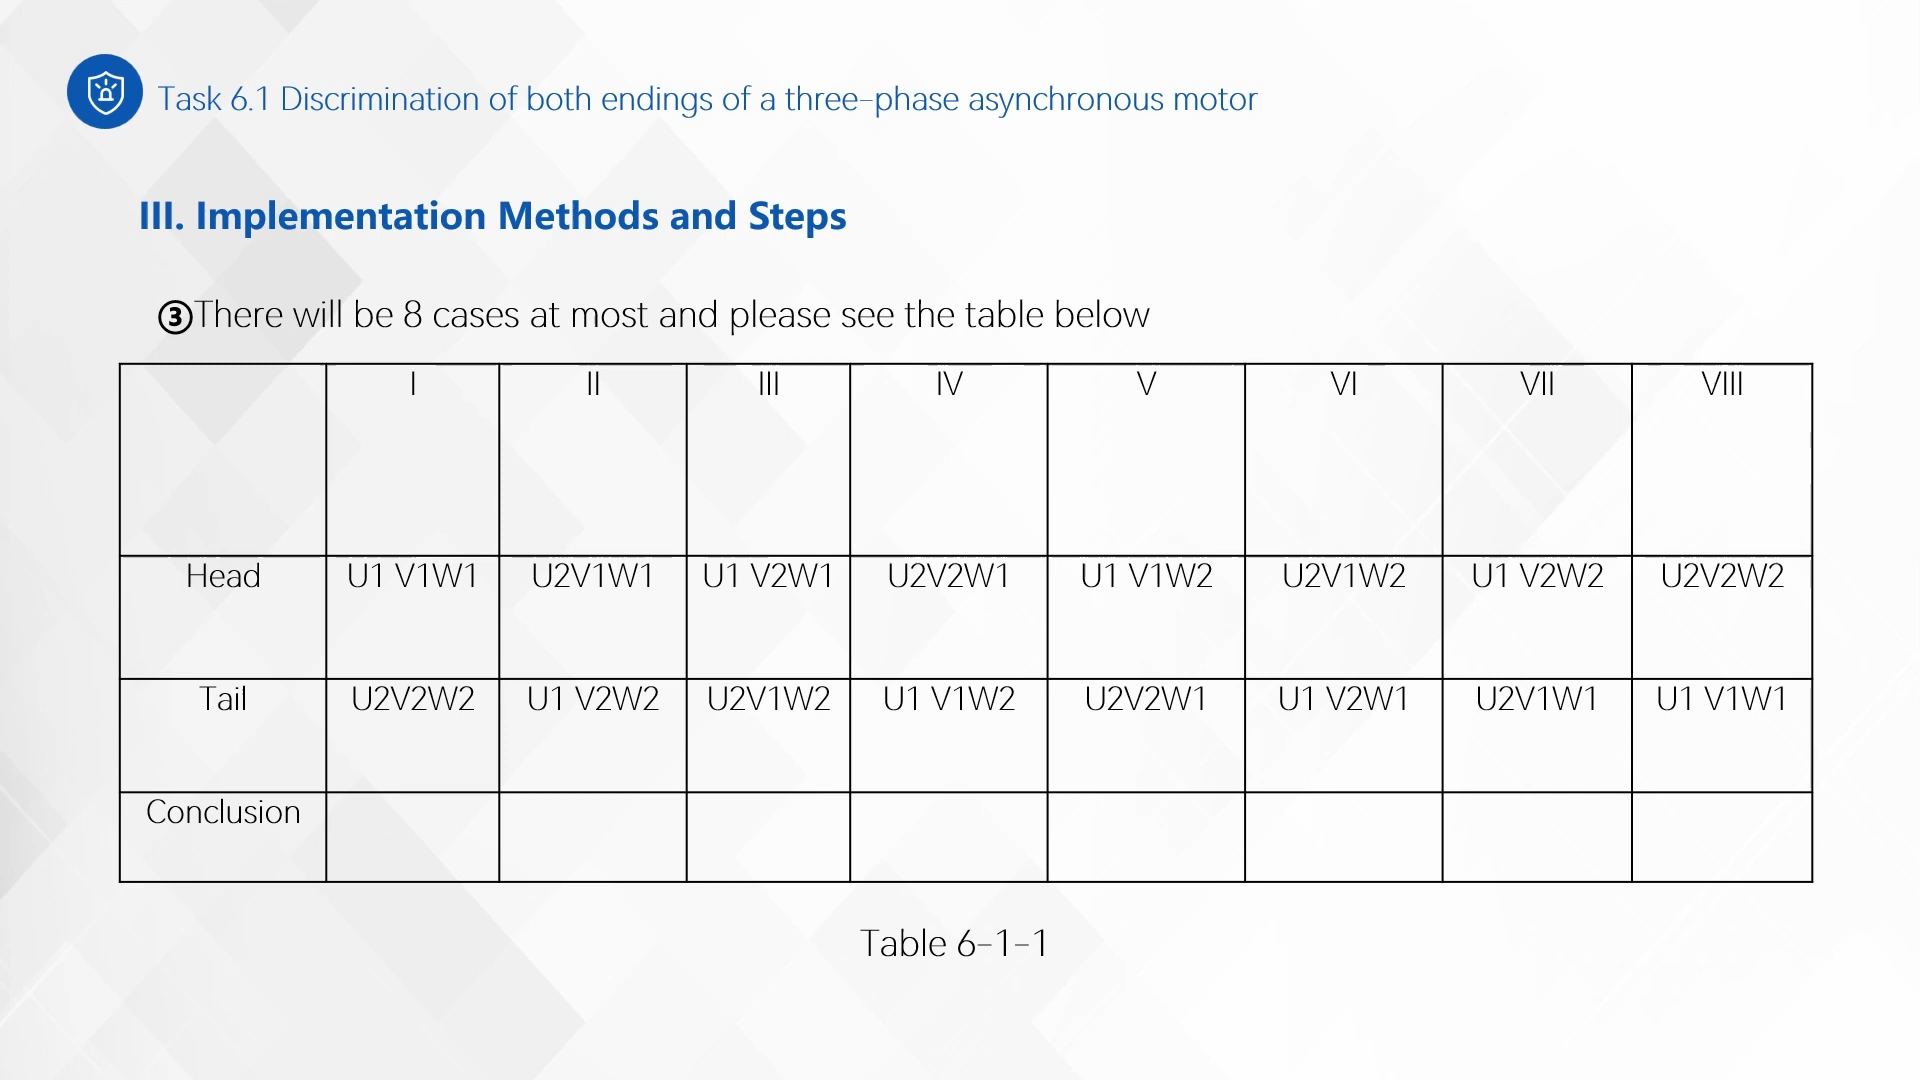 Task 6.1 Discrimination of both endings of a three-phase asynchronous motor
III. Implementation Methods and Steps
③There will be 8 cases at most and please see the table below
I II III IV V VI VII VIII
Head U1 V1W1 U2V1W1 U1 V2W1 U2V2W1 U1 V1W2 U2V1W2 U1 V2W2 U2V2W2
Tail U2V2W2 U1 V2W2 U2V1W2 U1 V1W2 U2V2W1 U1 V2W1 U2V1W1 U1 V1W1
Conclusion
Table 6-1-1